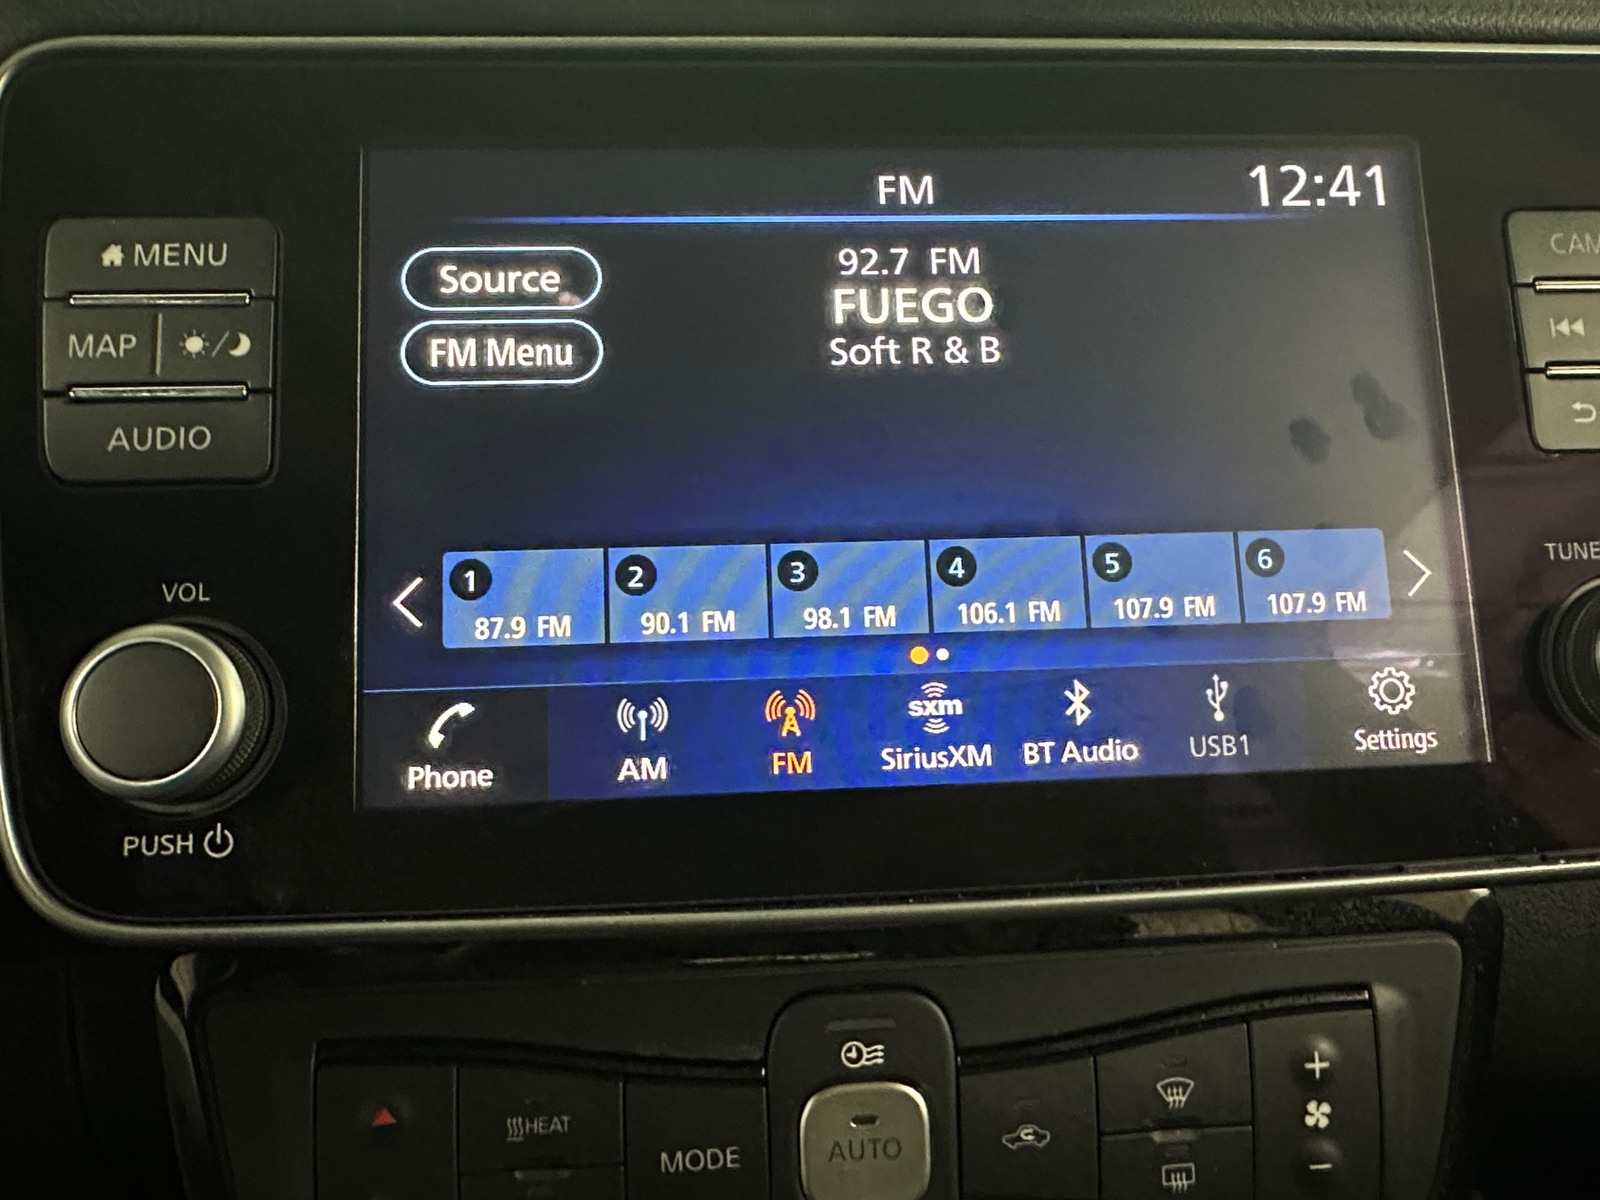 FM
12:41
MENU
MAP
AUDIO
Source
FM Menu
92.7 FM
FUEGO
Soft R & B
CAM
TUNE
1
87.9 FM
2
90.1 FM
3
98.1 FM
4
106.1 FM
5
107.9 FM
6
107.9 FM
VOL
PUSH
Phone
AM
FM
sxm
SiriusXM
BT Audio
USB1
Settings
HEAT
MODE
AUTO
+
−